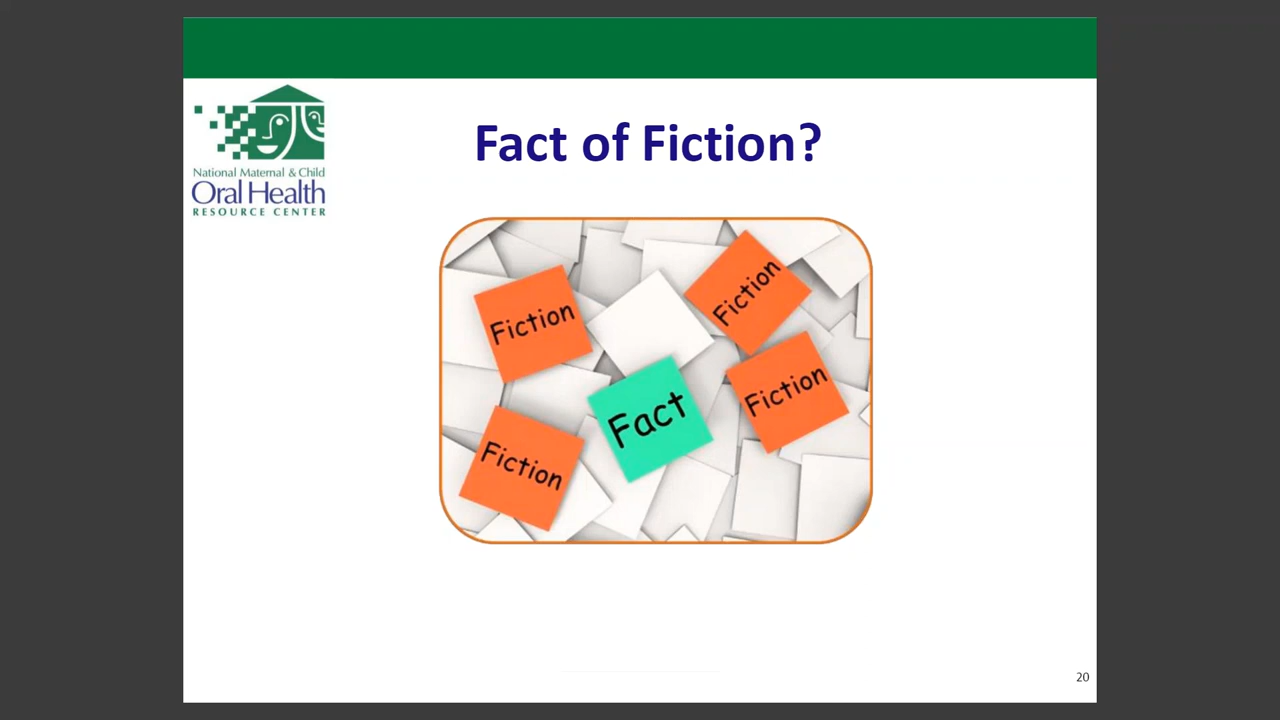 National Maternal & Child
Oral Health
RESOURCE CENTER
Fact of Fiction?
Fiction
Fiction
Fiction
Fact
Fiction
20